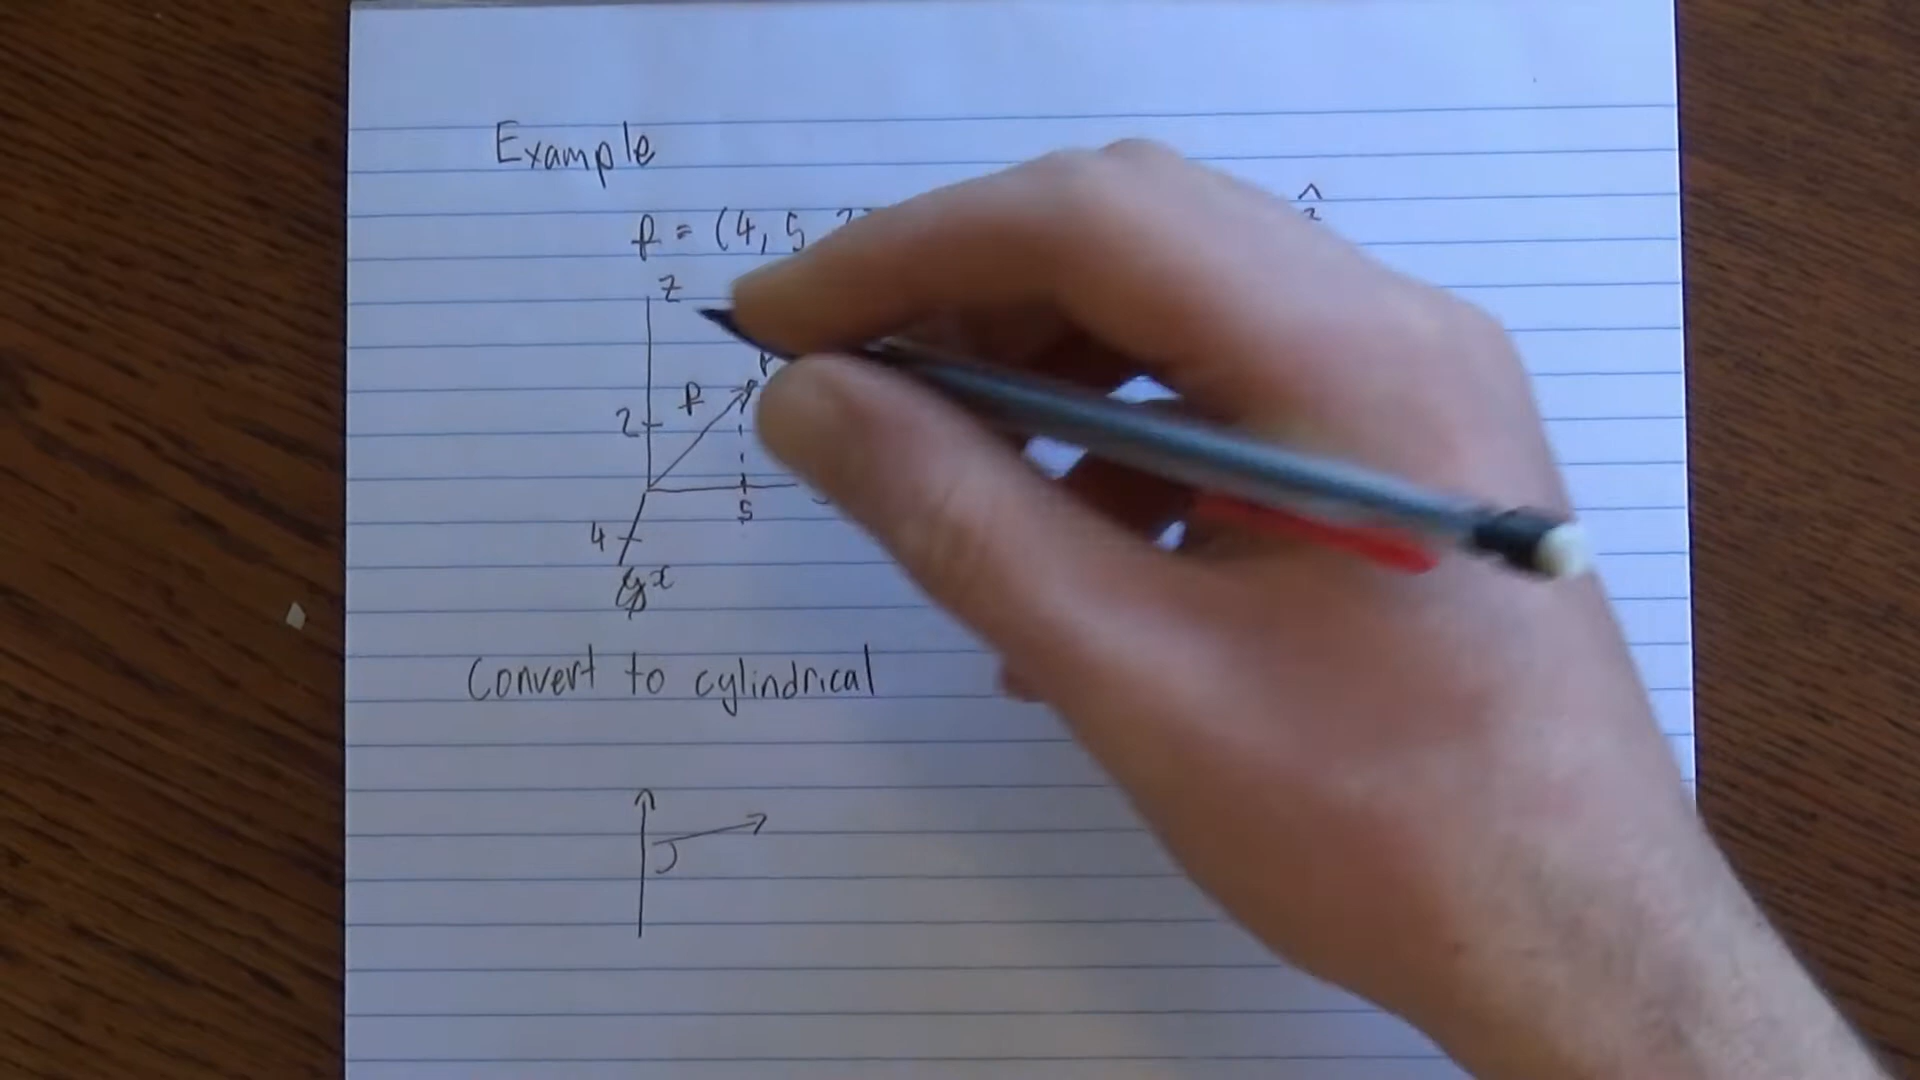 Example
p = (4, 5
z
p
2
5
4
x
Convert to cylindrical